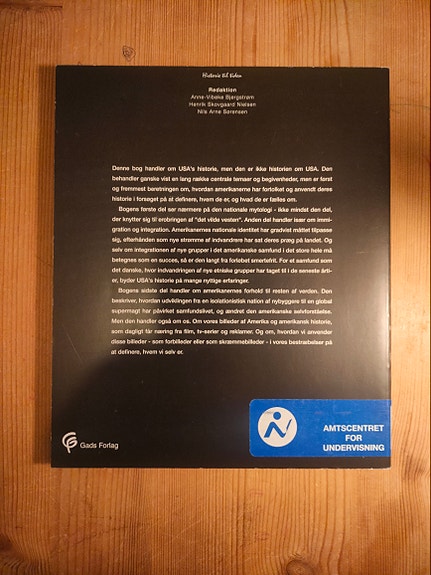 Historie til tiden
Redaktion
Anne-Vibeke Bjørgstrøm
Henrik Skovgaard Nielsen
Nils Arne Sørensen
Denne bog handler om USA's historie, men den er ikke historien om USA. Den
behandler ganske vist en lang række centrale temaer og begivenheder, men er først
og fremmest beretningen om, hvordan amerikanerne har fortolket og anvendt deres
historie i forsøget på at definere, hvem de er, og hvad de er fælles om.
Bogens første del ser nærmere på den nationale mytologi - ikke mindst den del,
der knytter sig til erobringen af "det vilde vesten". Anden del handler især om immi-
gration og integration. Amerikanernes nationale identitet har gradvist måttet tilpasse
sig, efterhånden som nye strømme af indvandrere har sat deres præg på landet. Og
selv om integrationen af nye grupper i det amerikanske samfund i det store hele må
betegnes som en succes, så er den langt fra forløbet smertefrit. For et samfund som
det danske, hvor indvandringen af nye etniske grupper har taget til i de seneste årti-
er, byder USA's historie på mange nyttige erfaringer.
Bogens sidste del handler om amerikanernes forhold til resten af verden. Den
beskriver, hvordan udviklingen fra en isolationistisk nation af nybyggere til en global
supermagt har påvirket samfundslivet, og ændret den amerikanske selvforståelse.
Men den handler også om os. Om vores billeder af Amerika og amerikansk historie,
som dagligt får næring fra film, tv-serier og reklamer. Og om, hvordan vi anvender
disse billeder - som forbilleder eller som skræmmebilleder - i vores bestræbelser på
at definere, hvem vi selv er.
Gads Forlag
AMTSCENTRET
FOR
UNDERVISNING